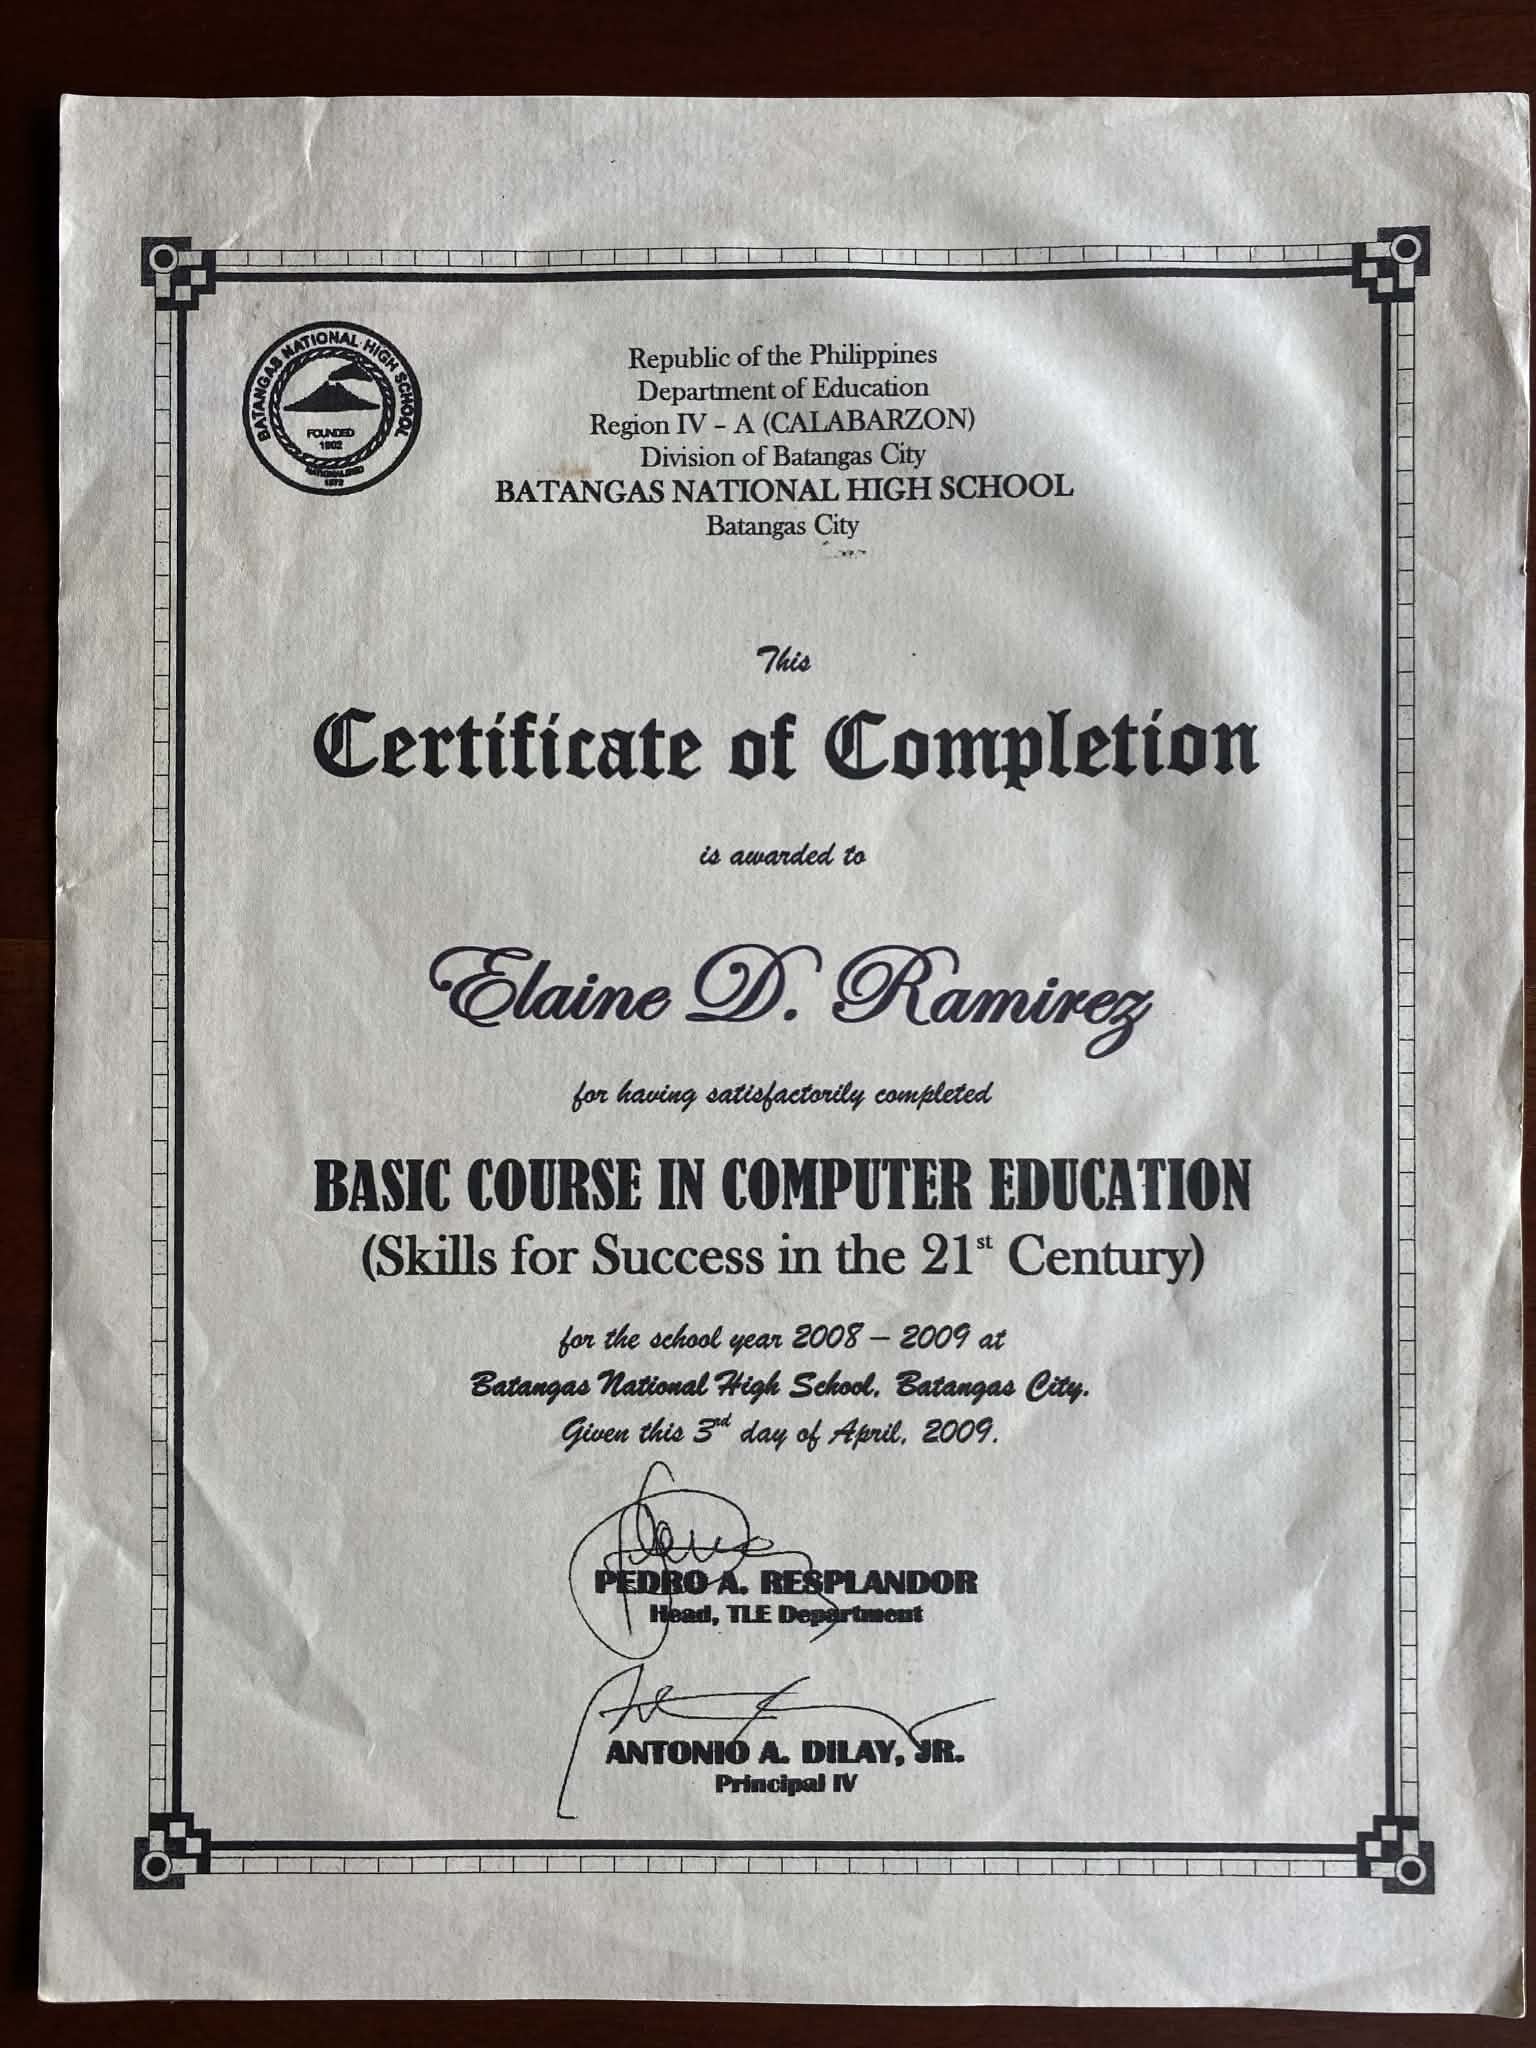 BATANGAS NATIONAL HIGH SCHOOL
FOUNDED
1902
NATIONALIZED
1972
Republic of the Philippines
Department of Education
Region IV – A (CALABARZON)
Division of Batangas City
BATANGAS NATIONAL HIGH SCHOOL
Batangas City
This
Certificate of Completion
is awarded to
Elaine D. Ramirez
for having satisfactorily completed
BASIC COURSE IN COMPUTER EDUCATION
(Skills for Success in the 21st Century)
for the school year 2008 – 2009 at
Batangas National High School, Batangas City.
Given this 3rd day of April, 2009.
PEDRO A. RESPLANDOR
Head, TLE Department
ANTONIO A. DILAY, JR.
Principal IV